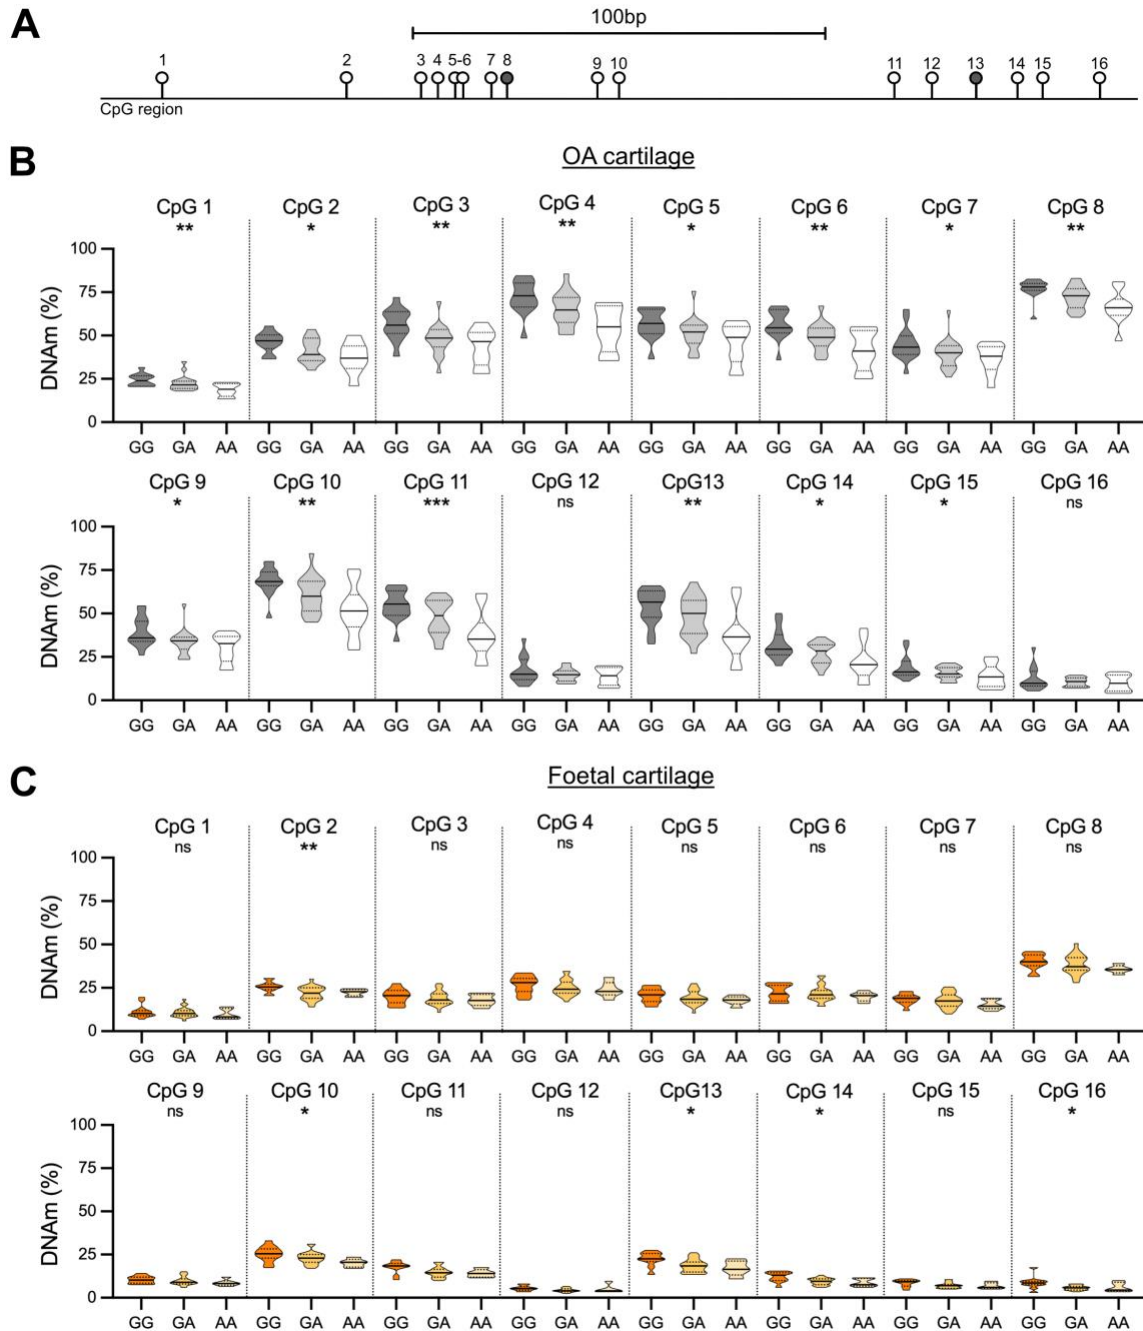 A
100bp
1 2 3 4 5-6 7 8 9 10 11 12 13 14 15 16
CpG region
B
OA cartilage
CpG 1 CpG 2 CpG 3 CpG 4 CpG 5 CpG 6 CpG 7 CpG 8
** * ** ** * ** * **
100
75
50
25
0
DNAm (%)
GG GA AA GG GA AA GG GA AA GG GA AA GG GA AA GG GA AA GG GA AA GG GA AA
CpG 9 CpG 10 CpG 11 CpG 12 CpG13 CpG 14 CpG 15 CpG 16
* ** *** ns ** * * ns
100
75
50
25
0
DNAm (%)
GG GA AA GG GA AA GG GA AA GG GA AA GG GA AA GG GA AA GG GA AA GG GA AA
C
Foetal cartilage
CpG 1 CpG 2 CpG 3 CpG 4 CpG 5 CpG 6 CpG 7 CpG 8
ns ** ns ns ns ns ns ns
100
75
50
25
0
DNAm (%)
GG GA AA GG GA AA GG GA AA GG GA AA GG GA AA GG GA AA GG GA AA GG GA AA
CpG 9 CpG 10 CpG 11 CpG 12 CpG13 CpG 14 CpG 15 CpG 16
ns * ns ns * * ns *
100
75
50
25
0
DNAm (%)
GG GA AA GG GA AA GG GA AA GG GA AA GG GA AA GG GA AA GG GA AA GG GA AA